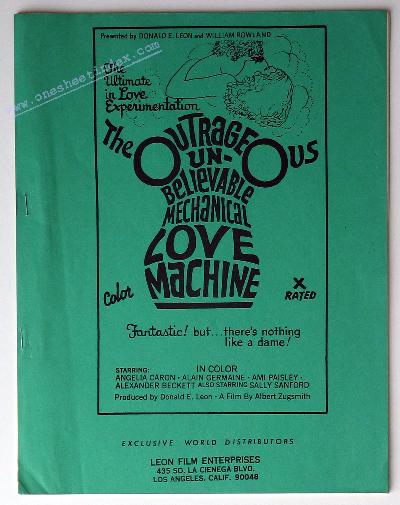 Presented by DONALD E. LEON and WILLIAM ROWLAND
www.onesheetindex.com
The
Ultimate
in Love
Experimentation
The OUTRAGEOUS
UN-
BELIEVABLE
MECHANICAL
LOVE
MACHINE
Color
X
RATED
Fantastic! but...there's nothing
like a dame!
STARRING:
IN COLOR
ANGELIA CARON · ALAIN GERMAINE · AMI PAISLEY ·
ALEXANDER BECKETT ALSO STARRING SALLY SANFORD
Produced by Donald E. Leon · A Film By Albert Zugsmith
EXCLUSIVE WORLD DISTRIBUTORS
LEON FILM ENTERPRISES
435 SO. LA CIENEGA BLVD.
LOS ANGELES, CALIF. 90048